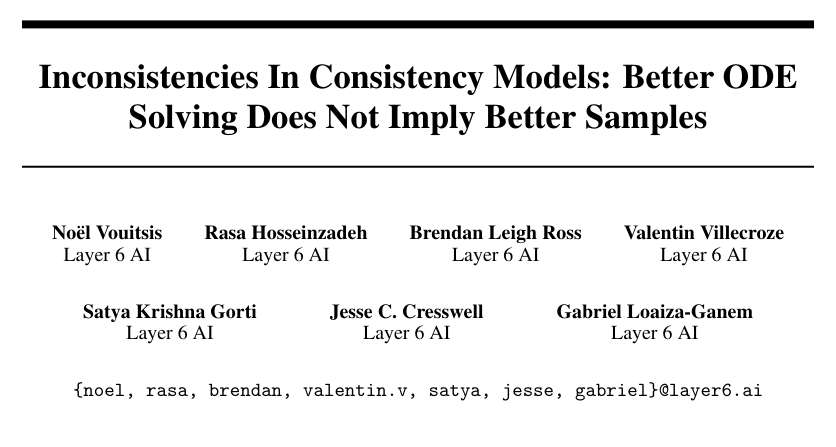 Inconsistencies In Consistency Models: Better ODE
Solving Does Not Imply Better Samples
Noël Vouitsis Rasa Hosseinzadeh Brendan Leigh Ross Valentin Villecroze
Layer 6 AI Layer 6 AI Layer 6 AI Layer 6 AI
Satya Krishna Gorti Jesse C. Cresswell Gabriel Loaiza-Ganem
Layer 6 AI Layer 6 AI Layer 6 AI
{noel, rasa, brendan, valentin.v, satya, jesse, gabriel}@layer6.ai